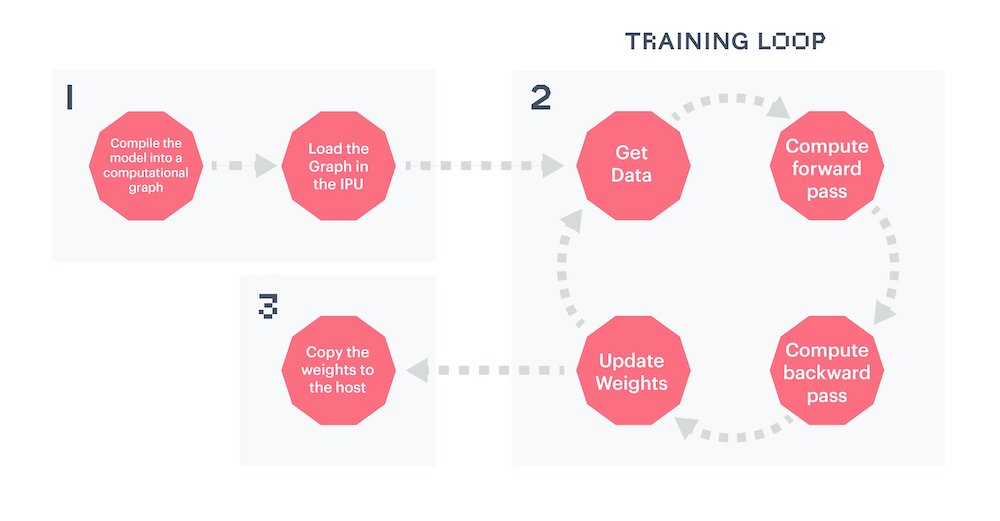 TRAINING LOOP
1
Compile the
model into a
computational
graph
Load the
Graph in
the IPU
2
Get
Data
Compute
forward
pass
Compute
backward
pass
Update
Weights
3
Copy the
weights to
the host